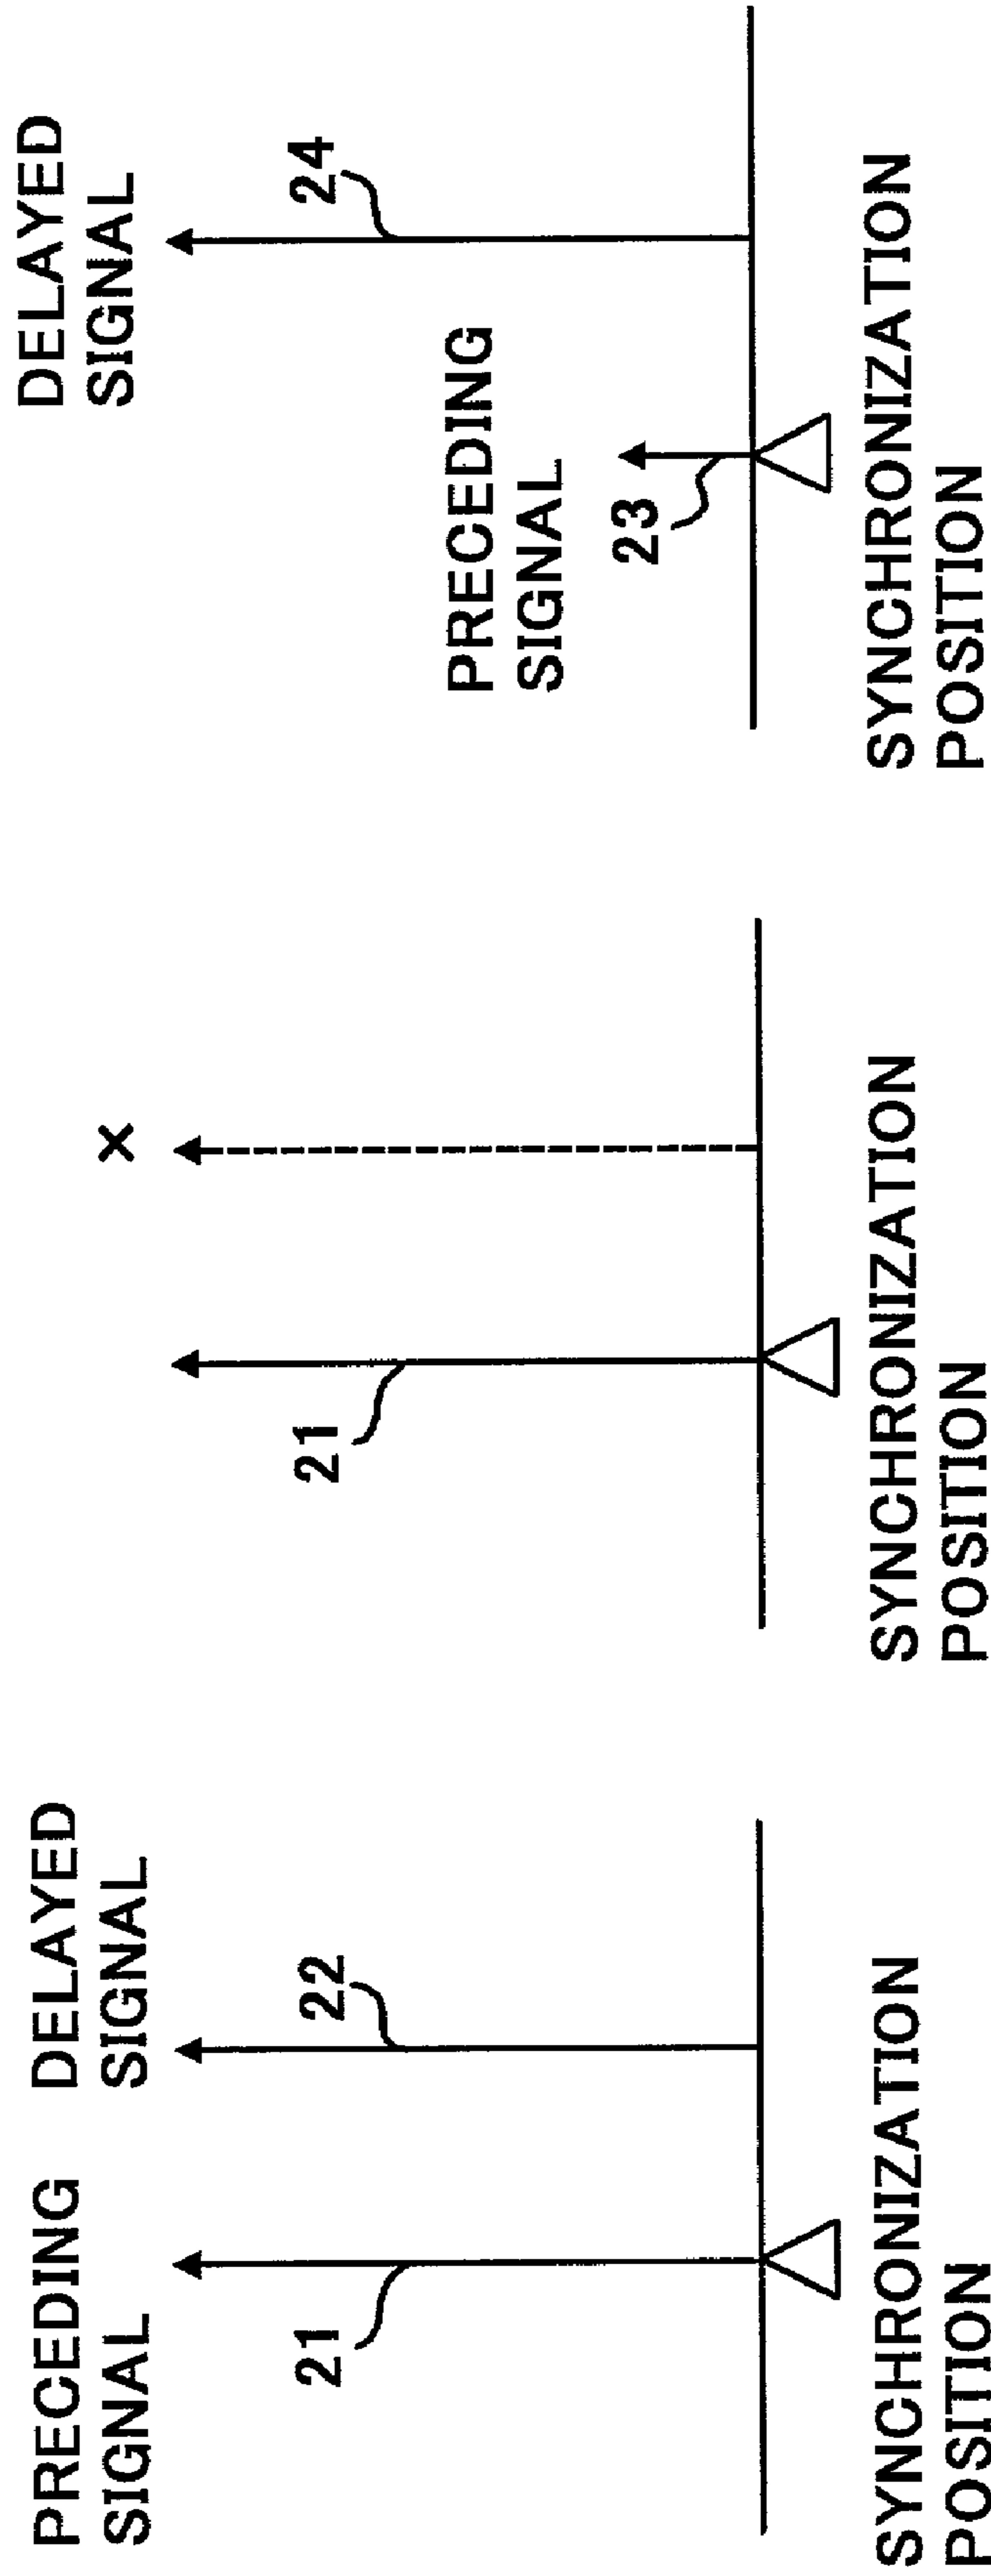 PRECEDING
SIGNAL
DELAYED
SIGNAL
21
22
SYNCHRONIZATION
POSITION
×
21
SYNCHRONIZATION
POSITION
DELAYED
SIGNAL
24
PRECEDING
SIGNAL
23
SYNCHRONIZATION
POSITION